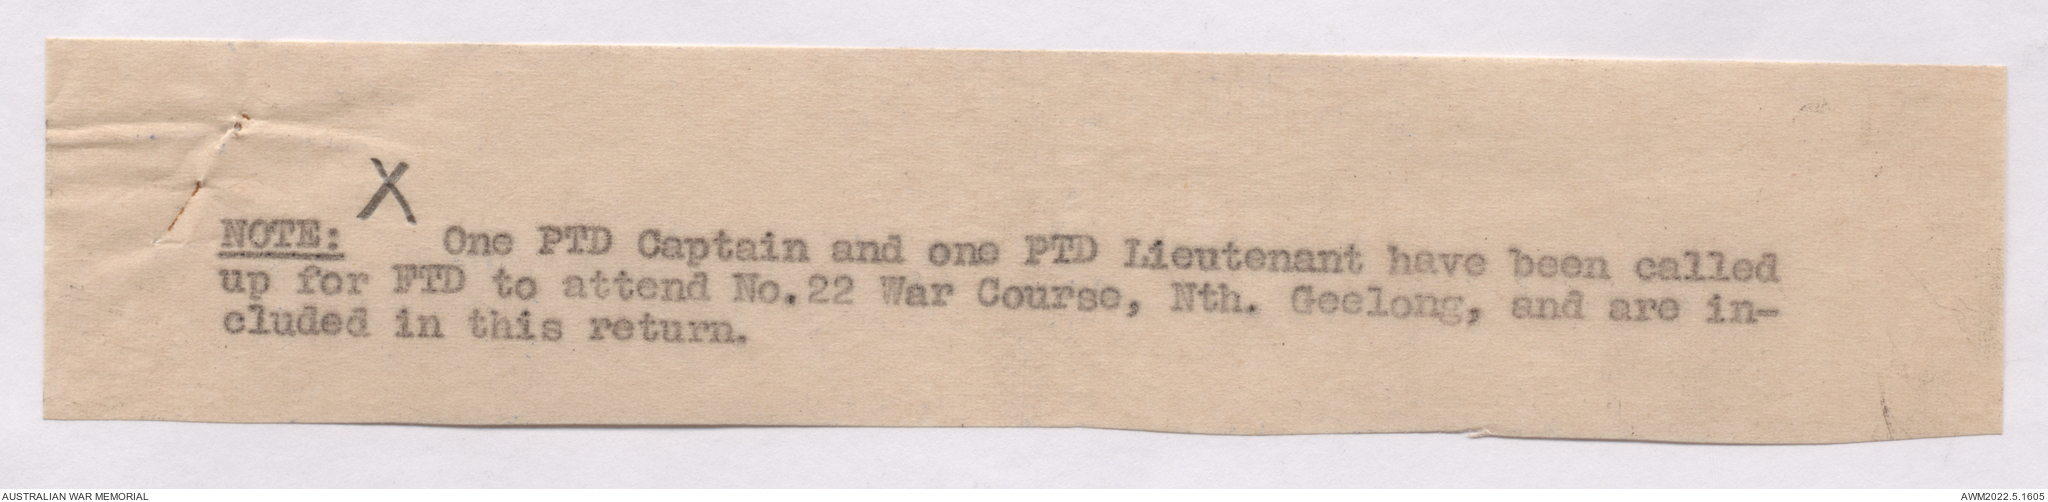 X
NOTE: One PTD Captain and one PTD Lieutenant have been called
up for FTD to attend No.22 War Course, Nth. Geelong, and are in-
cluded in this return.
AUSTRALIAN WAR MEMORIAL
AWM2022.5.1605